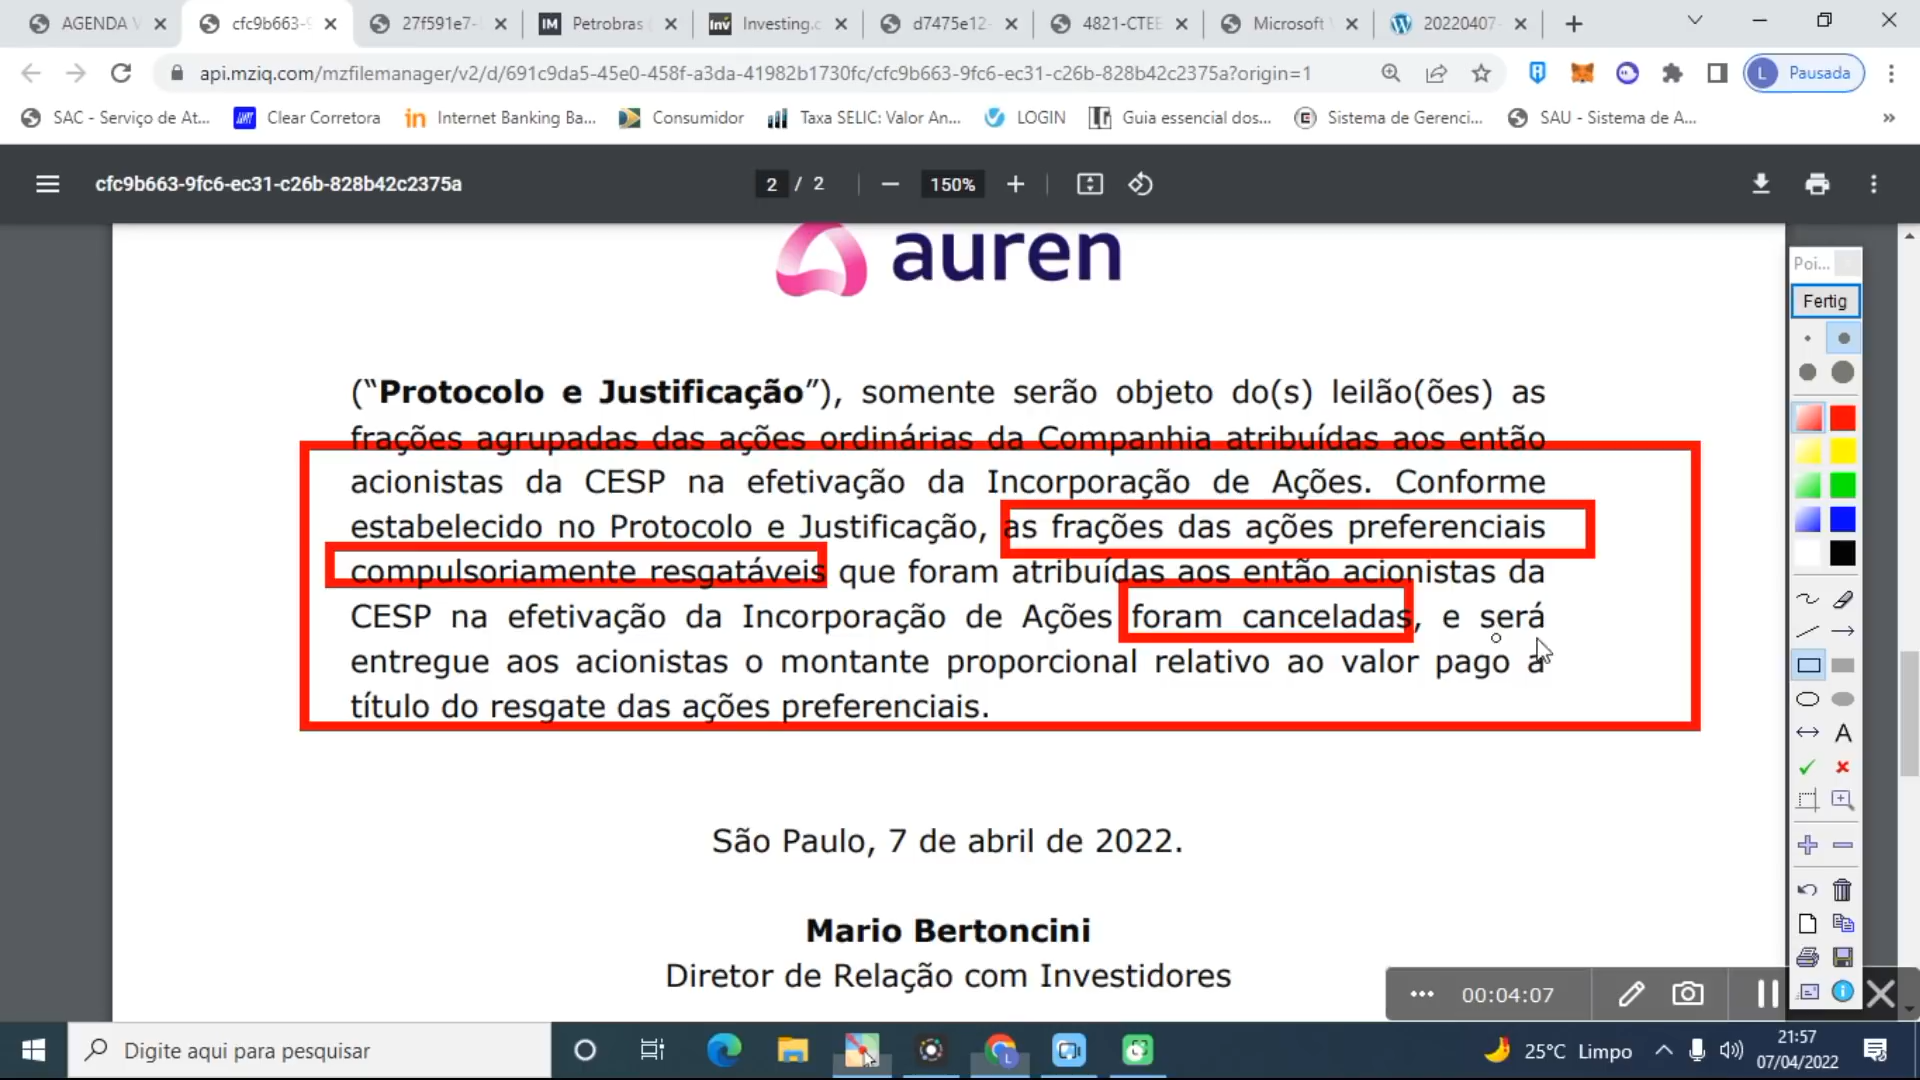 AGENDA V
cfc9b663-9
27f591e7-
IM Petrobras
Inv Investing.c
d7475e12-
4821-CTEE
Microsoft
20220407-
api.mziq.com/mzfilemanager/v2/d/691c9da5-45e0-458f-a3da-41982b1730fc/cfc9b663-9fc6-ec31-c26b-828b42c2375a?origin=1
L Pausada
SAC - Serviço de At...
Clear Corretora
in Internet Banking Ba...
Consumidor
Taxa SELIC: Valor An...
LOGIN
Guia essencial dos...
Sistema de Gerenci...
SAU - Sistema de A...
cfc9b663-9fc6-ec31-c26b-828b42c2375a
2 / 2
150%
auren
Poi...
Fertig
("Protocolo e Justificação"), somente serão objeto do(s) leilão(ões) as
frações agrupadas das ações ordinárias da Companhia atribuídas aos então
acionistas da CESP na efetivação da Incorporação de Ações. Conforme
estabelecido no Protocolo e Justificação, as frações das ações preferenciais
compulsoriamente resgatáveis que foram atribuídas aos então acionistas da
CESP na efetivação da Incorporação de Ações foram canceladas, e será
entregue aos acionistas o montante proporcional relativo ao valor pago a
título do resgate das ações preferenciais.
A
São Paulo, 7 de abril de 2022.
Mario Bertoncini
Diretor de Relação com Investidores
00:04:07
Digite aqui para pesquisar
25°C Limpo
21:57
07/04/2022